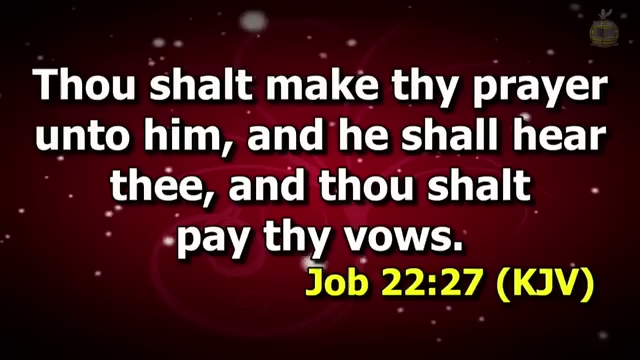 Thou shalt make thy prayer
unto him, and he shall hear
thee, and thou shalt
pay thy vows.
Job 22:27 (KJV)